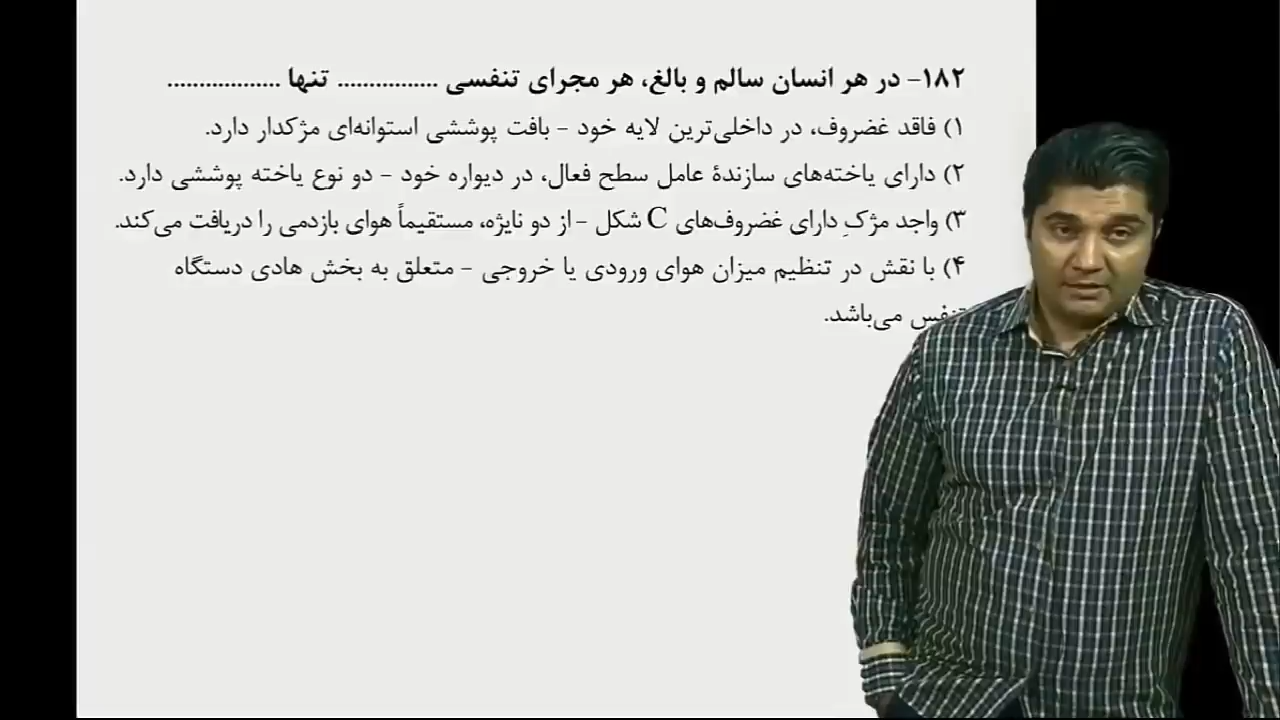 ۱۸۲- در هر انسان سالم و بالغ، هر مجرای تنفسی ................ تنها ..................
۱) فاقد غضروف، در داخلی‌ترین لایه خود - بافت پوششی استوانه‌ای مژکدار دارد.
۲) دارای یاخته‌های سازندهٔ عامل سطح فعال، در دیواره خود - دو نوع یاخته پوششی دارد.
۳) واجد مژکِ دارای غضروف‌های C شکل - از دو نایژه، مستقیماً هوای بازدمی را دریافت می‌کند.
۴) با نقش در تنظیم میزان هوای ورودی یا خروجی - متعلق به بخش هادی دستگاه
تنفس می‌باشد.